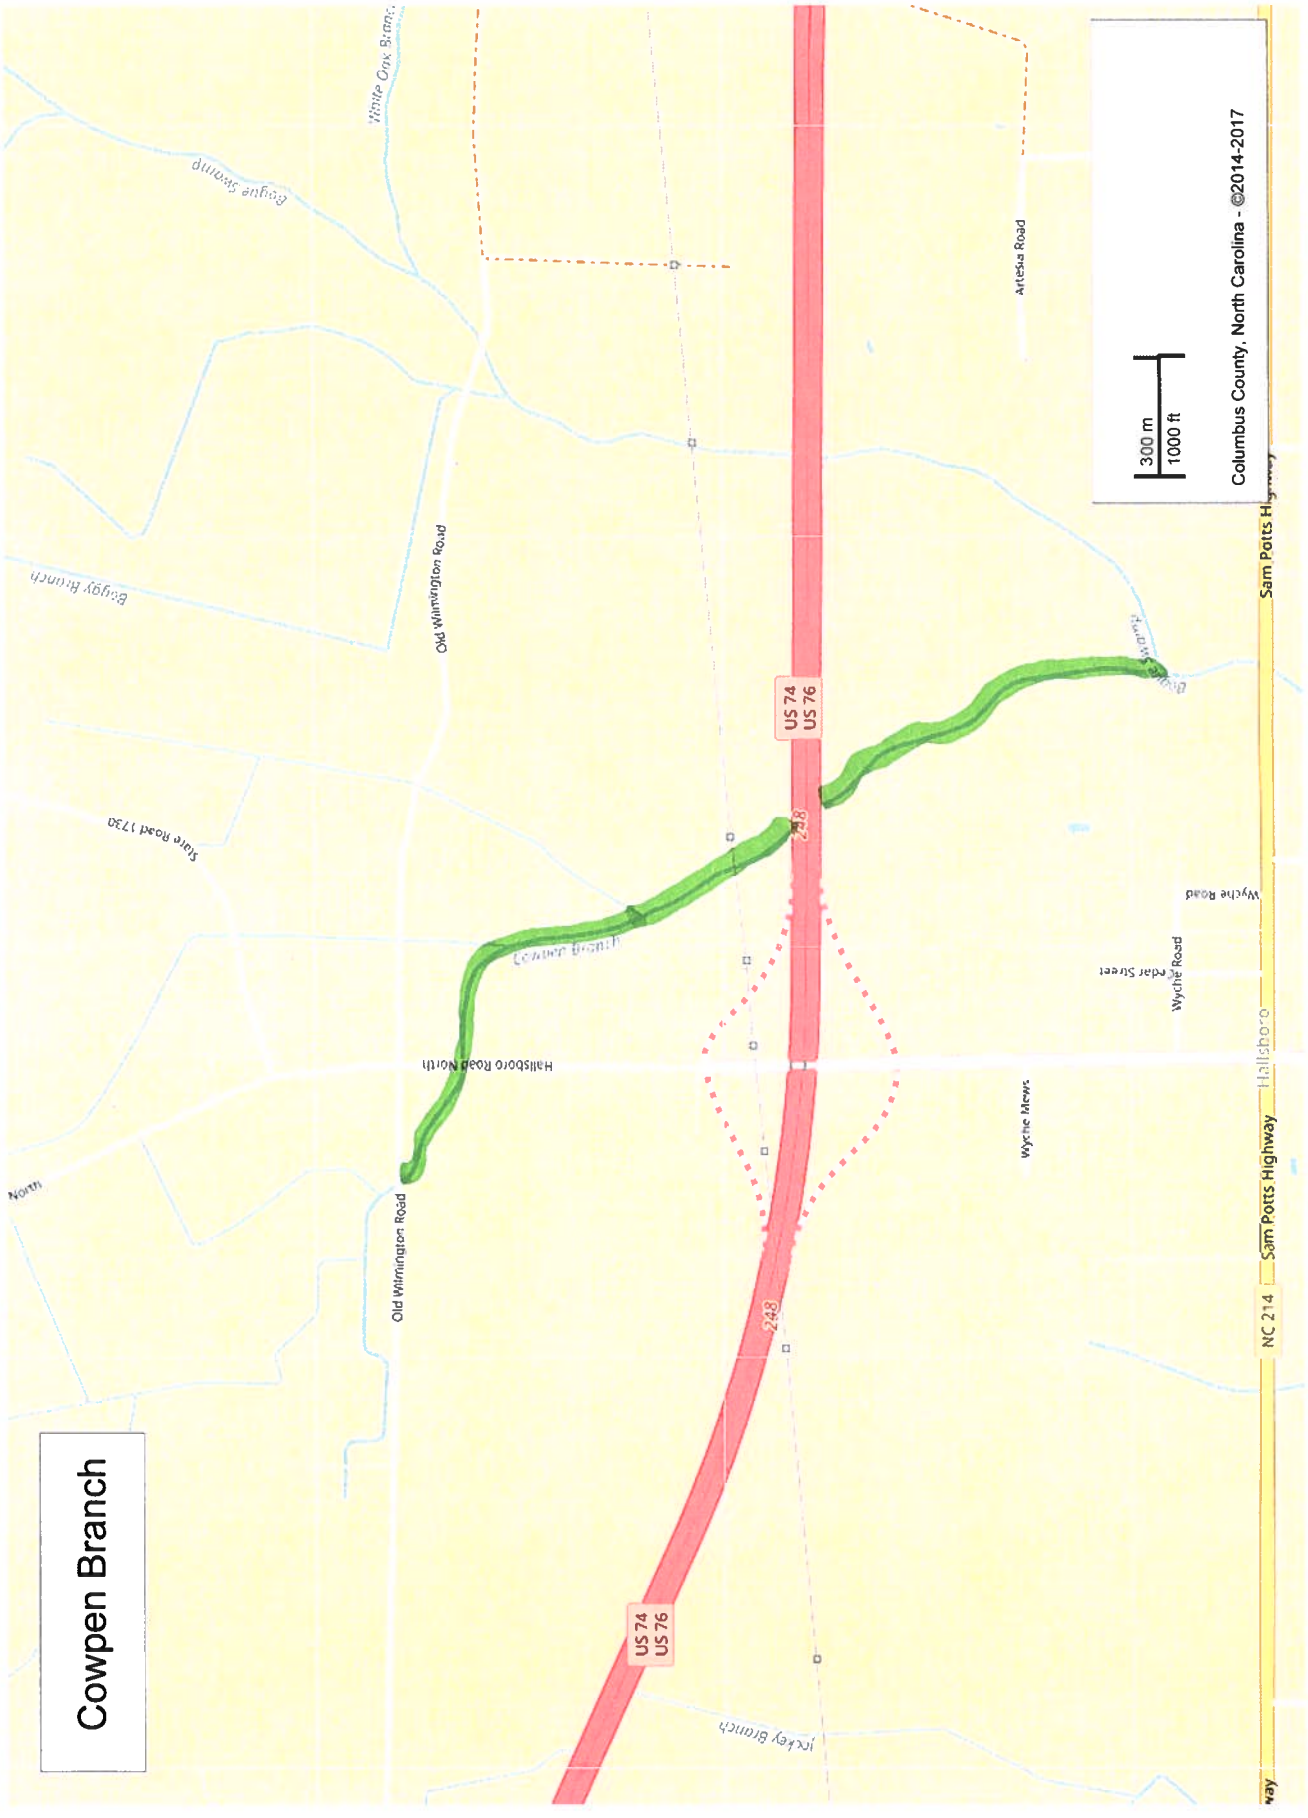 Cowpen Branch
North
State Road 1730
Boggy Branch
Bogue Swamp
White Oak Branch
Old Wilmington Road
Old Wilmington Road
Hallsboro Road North
Cowpen Branch
US 74
US 76
248
248
US 74
US 76
Jockey Branch
Wyche Mews
Cedar Street
Wyche Road
Wyche Road
Bogue Swamp
Artesia Road
300 m
1000 ft
Columbus County, North Carolina - ©2014-2017
way
NC 214
Sam Potts Highway
Hallsboro
Sam Potts Highway